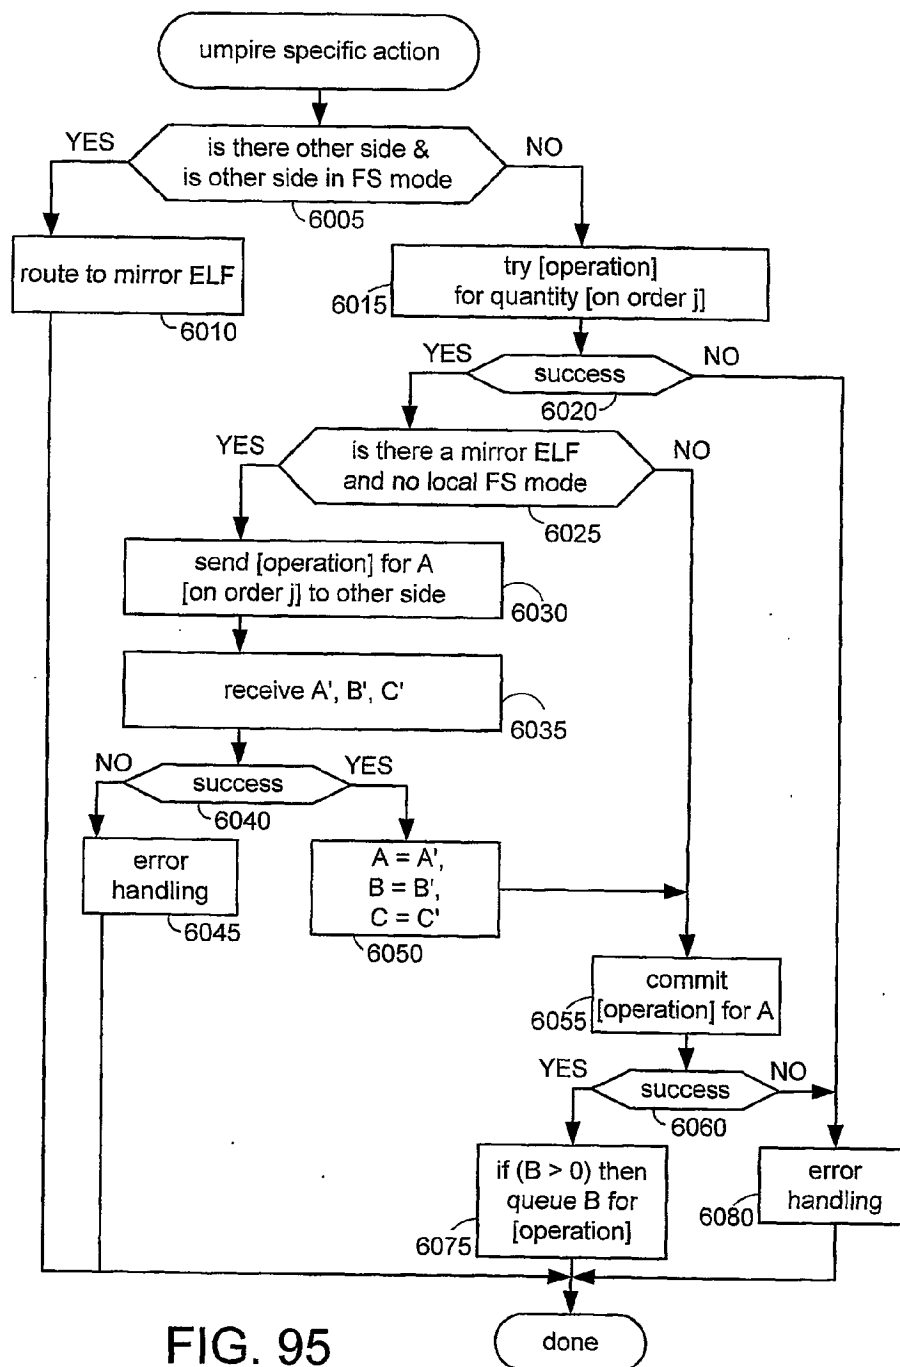 umpire specific action
YES
is there other side &
is other side in FS mode
NO
6005
route to mirror ELF
6010
try [operation]
for quantity [on order j]
6015
YES
success
NO
6020
YES
is there a mirror ELF
and no local FS mode
NO
6025
send [operation] for A
[on order j] to other side
6030
receive A', B', C'
6035
NO
success
YES
6040
error
handling
6045
A = A',
B = B',
C = C'
6050
commit
[operation] for A
6055
YES
success
NO
6060
if (B > 0) then
queue B for
[operation]
6075
error
handling
6080
done
FIG. 95